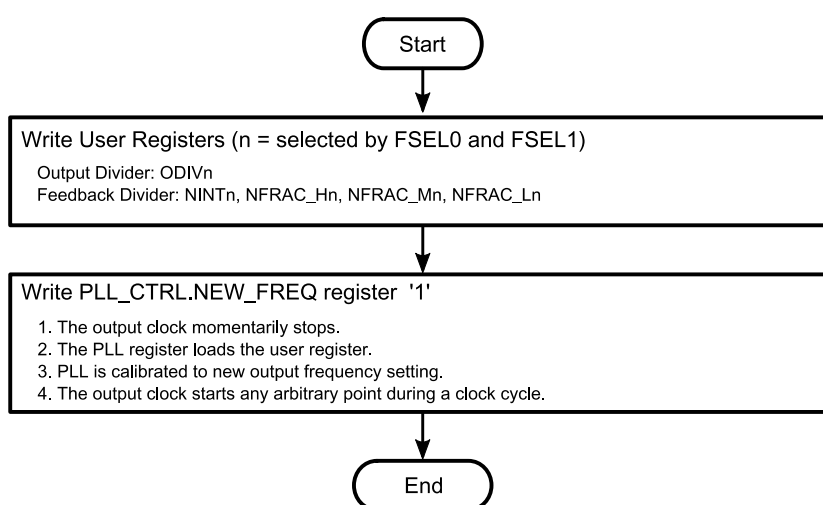 Start
Write User Registers (n = selected by FSEL0 and FSEL1)
Output Divider: ODIVn
Feedback Divider: NINTn, NFRAC_Hn, NFRAC_Mn, NFRAC_Ln
Write PLL_CTRL.NEW_FREQ register '1'
1. The output clock momentarily stops.
2. The PLL register loads the user register.
3. PLL is calibrated to new output frequency setting.
4. The output clock starts any arbitrary point during a clock cycle.
End